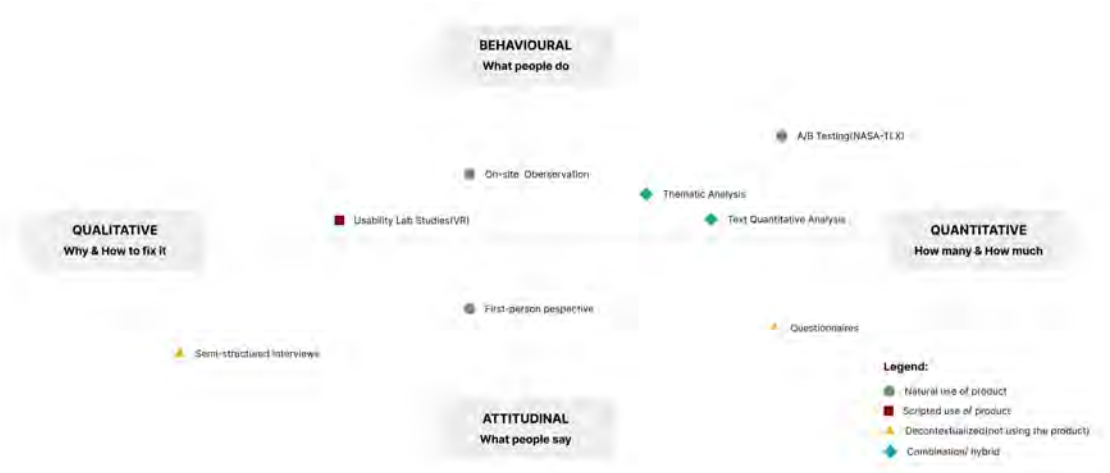 BEHAVIOURAL
What people do
A/B Testing(NASA-TLX)
On-site Oberservation
Thematic Analysis
Usability Lab Studies(VR)
Text Quantitative Analysis
QUALITATIVE
Why & How to fix it
QUANTITATIVE
How many & How much
First-person pespective
Questionnaires
Semi-structured Interviews
Legend:
Natural use of product
Scripted use of product
Decontextualized(not using the product)
Combination/ hybrid
ATTITUDINAL
What people say